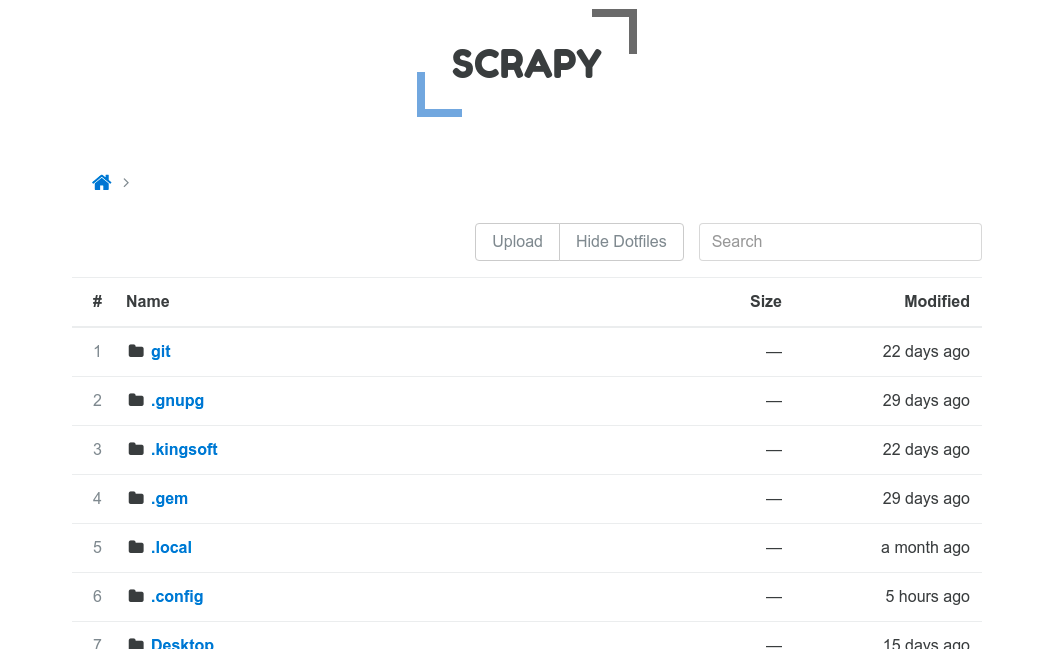 SCRAPY
Upload Hide Dotfiles Search
# Name Size Modified
1 git — 22 days ago
2 .gnupg — 29 days ago
3 .kingsoft — 22 days ago
4 .gem — 29 days ago
5 .local — a month ago
6 .config — 5 hours ago
7 Desktop — 15 days ago